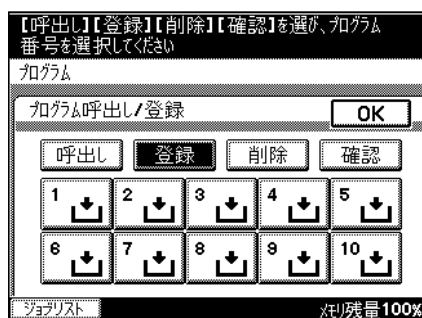 【呼出し】【登録】【削除】【確認】を選び、プログラム
番号を選択してください
プログラム
プログラム呼出し/登録 OK
呼出し 登録 削除 確認
1 2 3 4 5
6 7 8 9 10
ジョブリスト メモリ残量100%